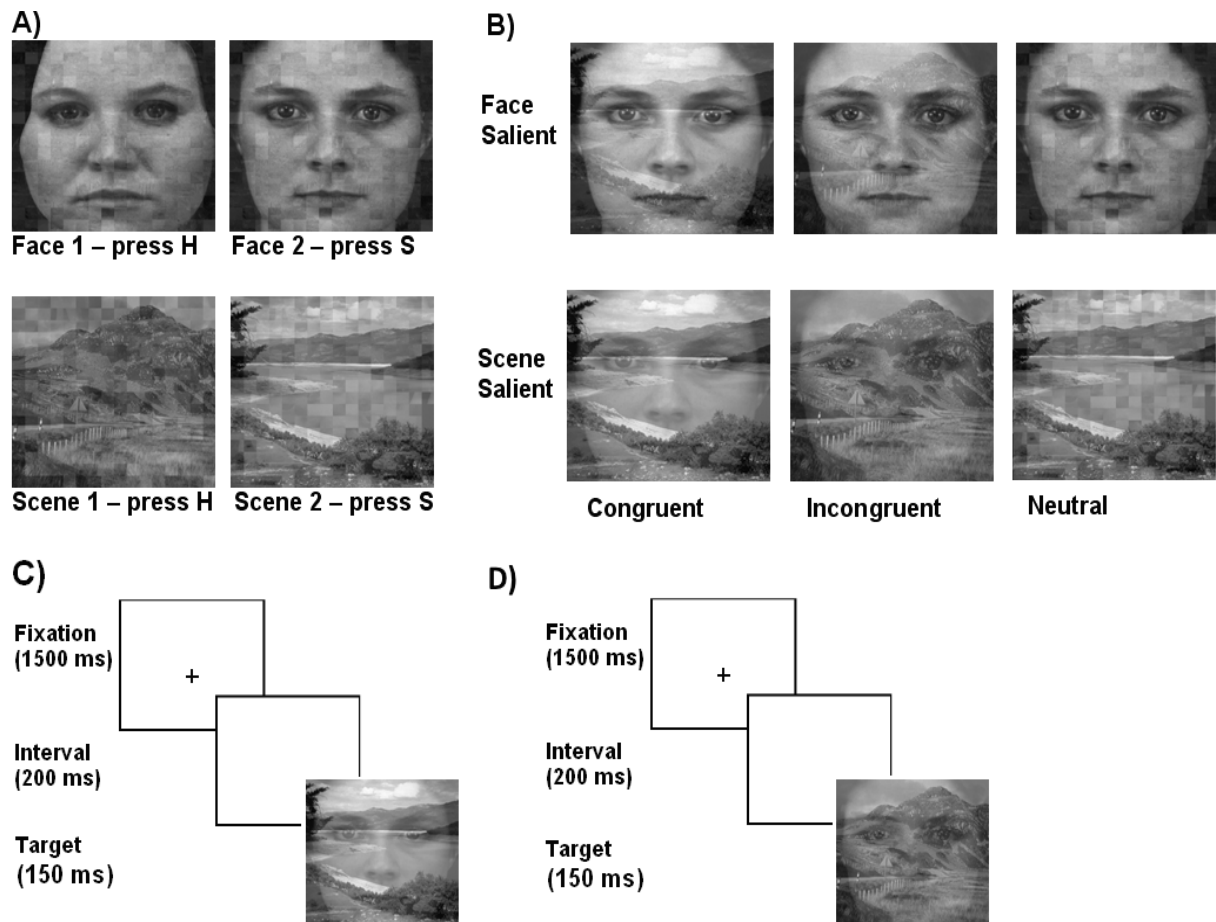 A)
Face 1 – press H
Face 2 – press S
Scene 1 – press H
Scene 2 – press S
B)
Face
Salient
Scene
Salient
Congruent
Incongruent
Neutral
C)
Fixation
(1500 ms)
+
Interval
(200 ms)
Target
(150 ms)
D)
Fixation
(1500 ms)
+
Interval
(200 ms)
Target
(150 ms)